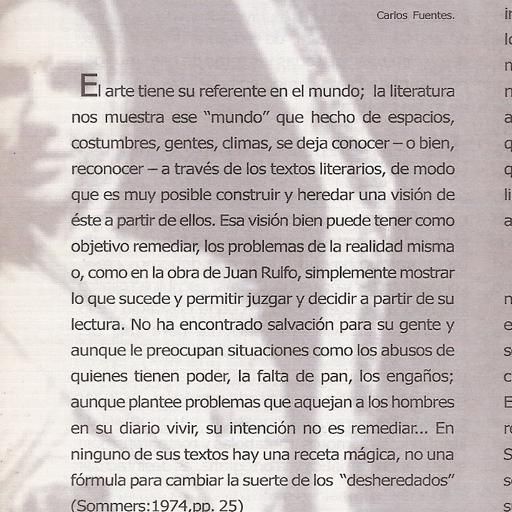 Carlos Fuentes.
El arte tiene su referente en el mundo; la literatura
nos muestra ese “mundo” que hecho de espacios,
costumbres, gentes, climas, se deja conocer – o bien,
reconocer – a través de los textos literarios, de modo
que es muy posible construir y heredar una visión de
éste a partir de ellos. Esa visión bien puede tener como
objetivo remediar, los problemas de la realidad misma
o, como en la obra de Juan Rulfo, simplemente mostrar
lo que sucede y permitir juzgar y decidir a partir de su
lectura. No ha encontrado salvación para su gente y
aunque le preocupan situaciones como los abusos de
quienes tienen poder, la falta de pan, los engaños;
aunque plantee problemas que aquejan a los hombres
en su diario vivir, su intención no es remediar... En
ninguno de sus textos hay una receta mágica, no una
fórmula para cambiar la suerte de los “desheredados”
(Sommers:1974,pp. 25)